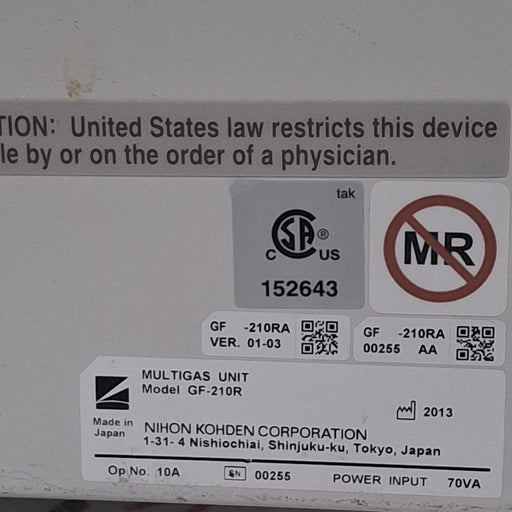 TION: United States law restricts this device
le by or on the order of a physician.
tak
CSA ®
C US
152643
MR
GF -210RA
VER. 01-03
GF -210RA
00255 AA
MULTIGAS UNIT
Model GF-210R
2013
Made in
Japan
NIHON KOHDEN CORPORATION
1-31- 4 Nishiochiai, Shinjuku-ku, Tokyo, Japan
Op.No. 10A SN 00255 POWER INPUT 70VA